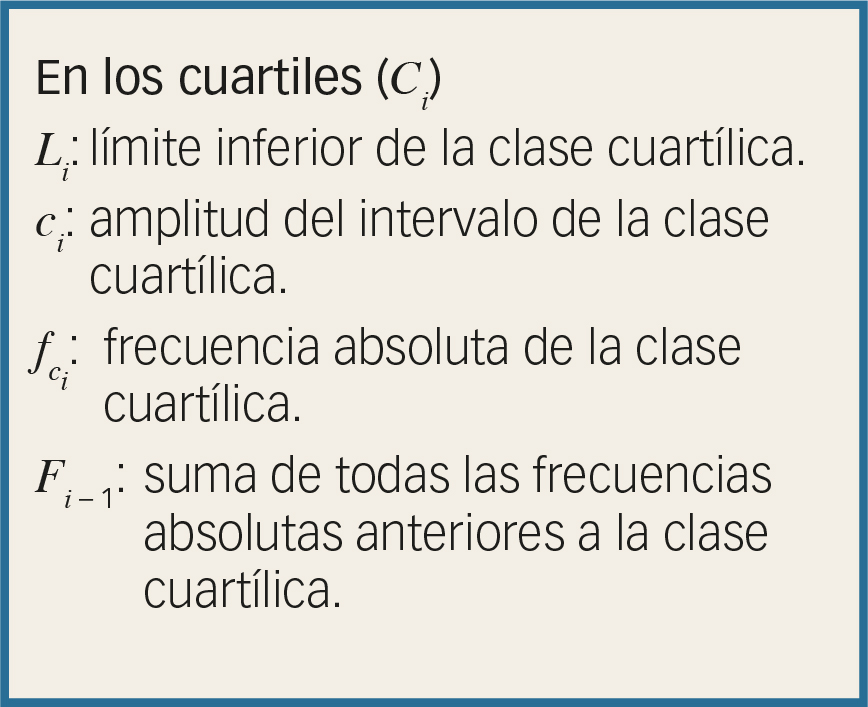 En los cuartiles (C_i)
L_i: límite inferior de la clase cuartílica.
c_i: amplitud del intervalo de la clase
cuartílica.
f_{c_i}: frecuencia absoluta de la clase
cuartílica.
F_{i – 1}: suma de todas las frecuencias
absolutas anteriores a la clase
cuartílica.